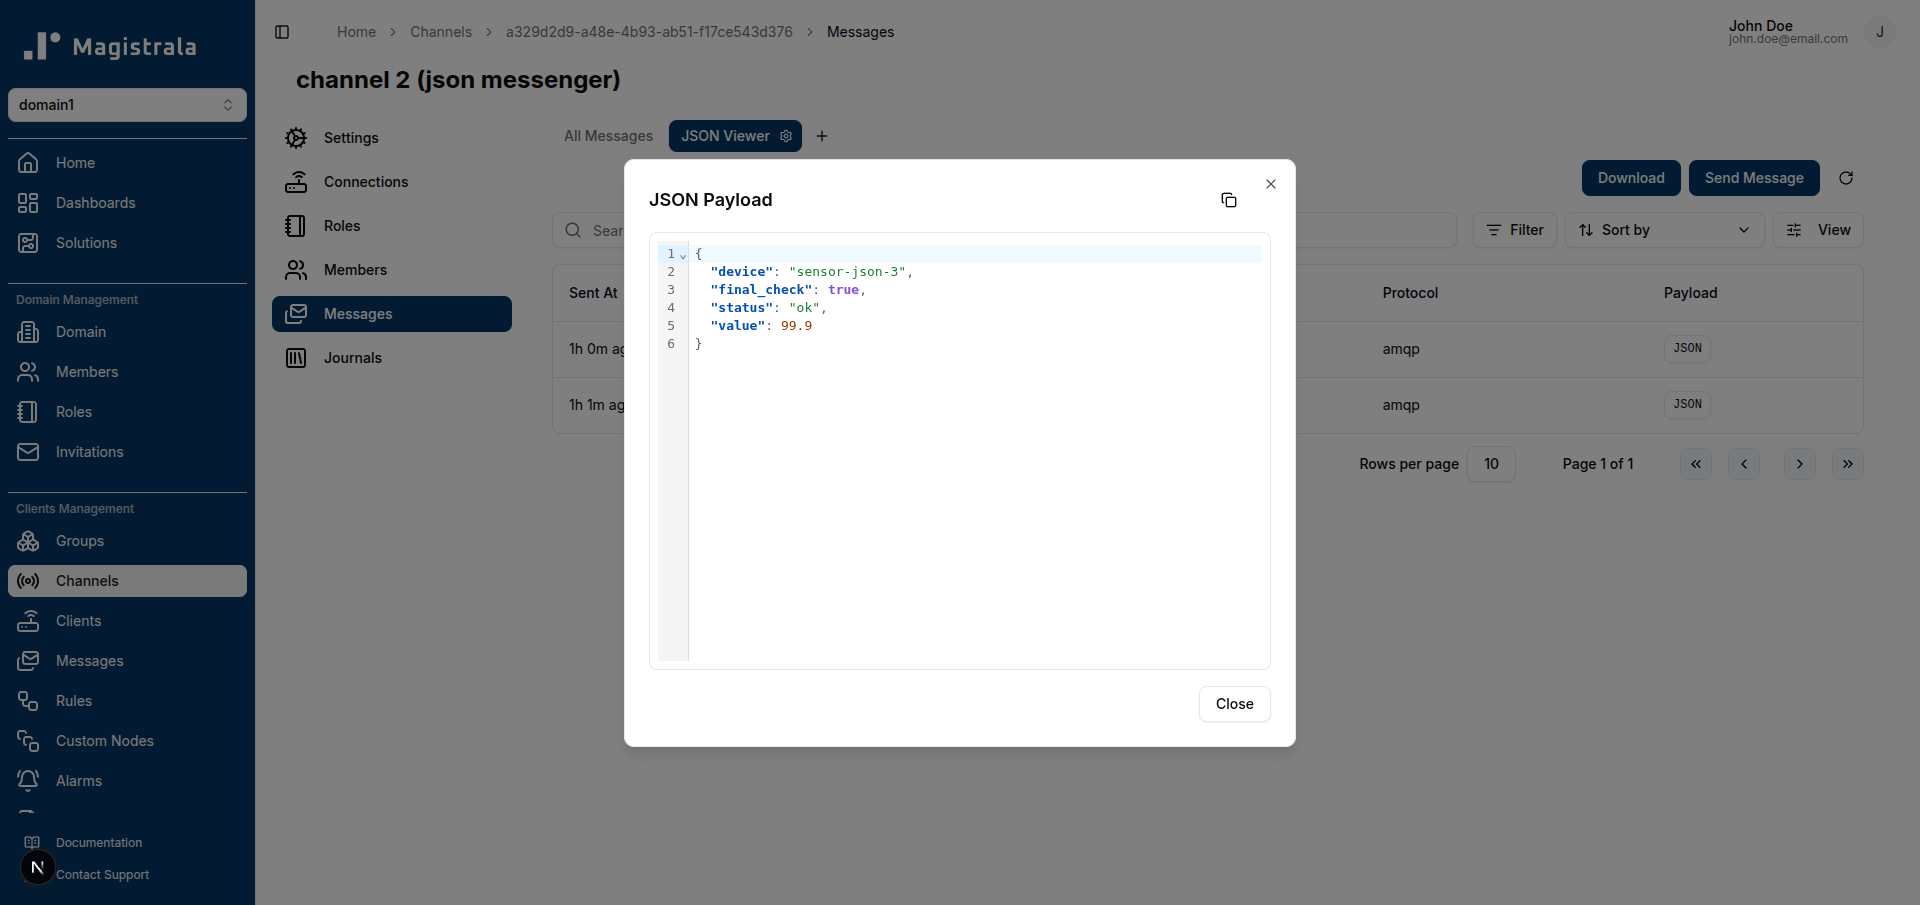 Magistrala
domain1
Home
Dashboards
Solutions
Domain Management
Domain
Members
Roles
Invitations
Clients Management
Groups
Channels
Clients
Messages
Rules
Custom Nodes
Alarms
Documentation
Contact Support
N
Home > Channels > a329d2d9-a48e-4b93-ab51-f17ce543d376 > Messages
John Doe
john.doe@email.com
J
channel 2 (json messenger)
Settings
Connections
Roles
Members
Messages
Journals
All Messages
JSON Viewer
+
Download
Send Message
Filter
Sort by
View
Sent At
Protocol
Payload
1h 0m
amqp
JSON
1h 1m
amqp
JSON
Rows per page
10
Page 1 of 1
JSON Payload
1 {
2 "device": "sensor-json-3",
3 "final_check": true,
4 "status": "ok",
5 "value": 99.9
6 }
Close